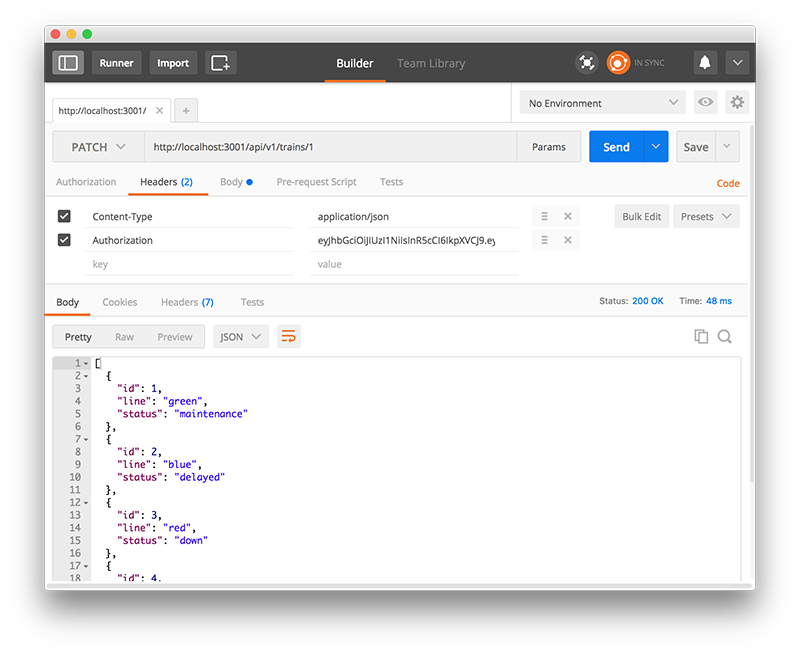 Runner Import Builder Team Library IN SYNC
http://localhost:3001/ No Environment
PATCH http://localhost:3001/api/v1/trains/1 Params Send Save
Authorization Headers (2) Body Pre-request Script Tests Code
Content-Type application/json Bulk Edit Presets
Authorization
key value
Body Cookies Headers (7) Tests Status: 200 OK Time: 48 ms
Pretty Raw Preview JSON
1 [
2 {
3 "id": 1,
4 "line": "green",
5 "status": "maintenance"
6 },
7 {
8 "id": 2,
9 "line": "blue",
10 "status": "delayed"
11 },
12 {
13 "id": 3,
14 "line": "red",
15 "status": "down"
16 },
17 {
18 "id": 4,